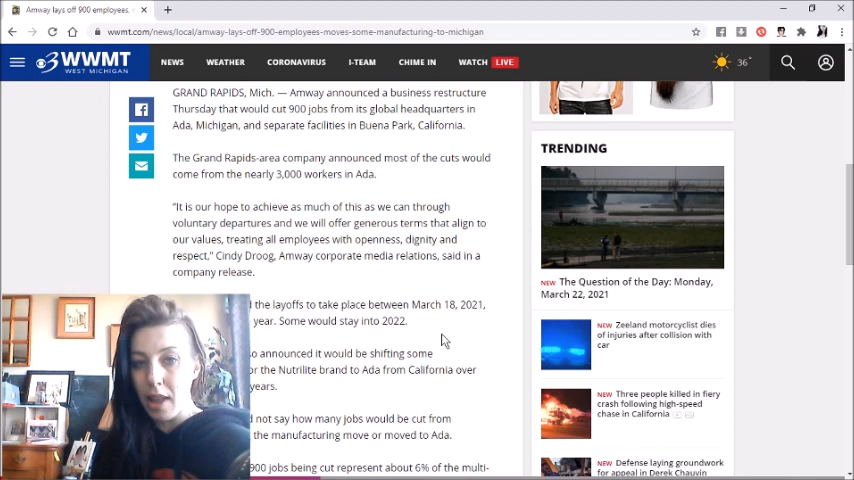 Amway lays off 900 employees,
wwmt.com/news/local/amway-lays-off-900-employees-moves-some-manufacturing-to-michigan
3 WWMT
WEST MICHIGAN
NEWS
WEATHER
CORONAVIRUS
I-TEAM
CHIME IN
WATCH LIVE
36°
GRAND RAPIDS, Mich. — Amway announced a business restructure
Thursday that would cut 900 jobs from its global headquarters in
Ada, Michigan, and separate facilities in Buena Park, California.
The Grand Rapids-area company announced most of the cuts would
come from the nearly 3,000 workers in Ada.
"It is our hope to achieve as much of this as we can through
voluntary departures and we will offer generous terms that align to
our values, treating all employees with openness, dignity and
respect," Cindy Droog, Amway corporate media relations, said in a
company release.
d the layoffs to take place between March 18, 2021,
year. Some would stay into 2022.
so announced it would be shifting some
or the Nutrilite brand to Ada from California over
years.
d not say how many jobs would be cut from
the manufacturing move or moved to Ada.
900 jobs being cut represent about 6% of the multi-
TRENDING
NEW The Question of the Day: Monday,
March 22, 2021
NEW Zeeland motorcyclist dies
of injuries after collision with
car
NEW Three people killed in fiery
crash following high-speed
chase in California
NEW Defense laying groundwork
for appeal in Derek Chauvin